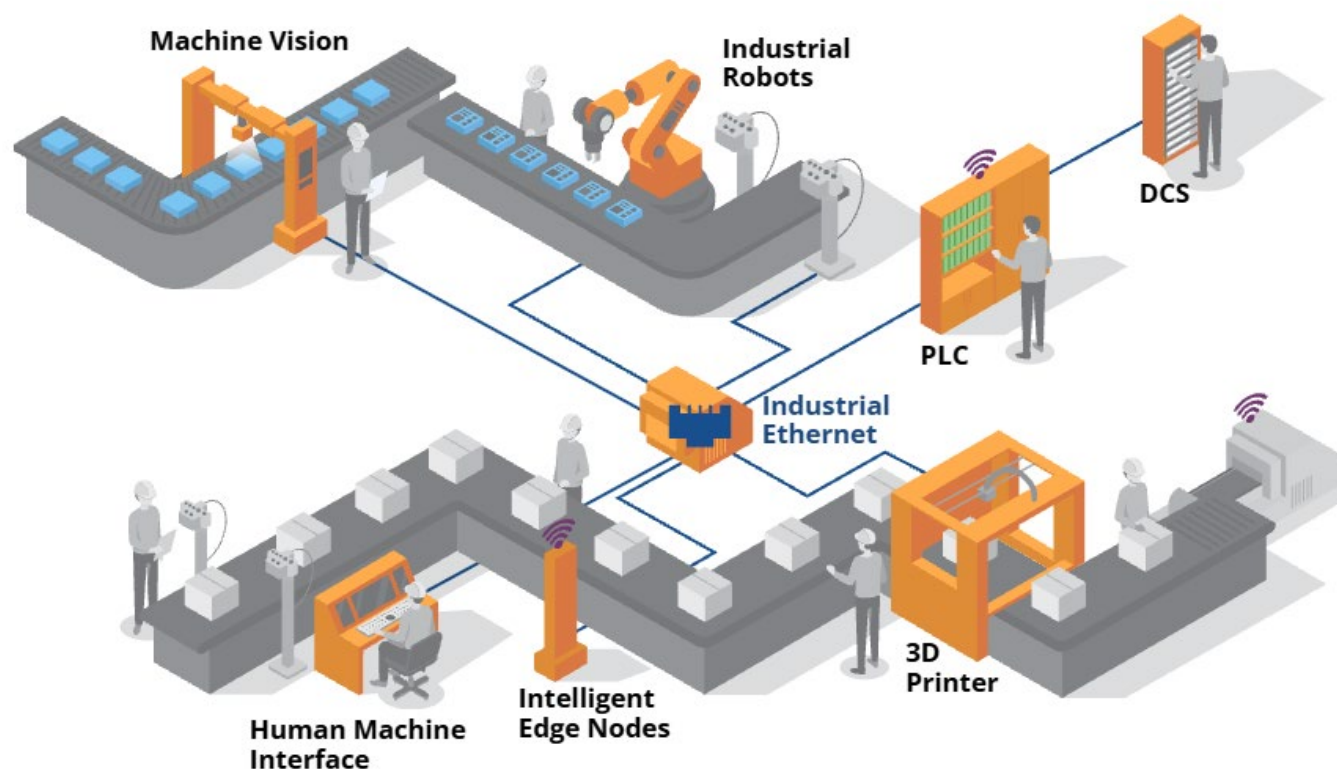 Machine Vision
Industrial
Robots
DCS
PLC
Industrial
Ethernet
3D
Printer
Intelligent
Edge Nodes
Human Machine
Interface